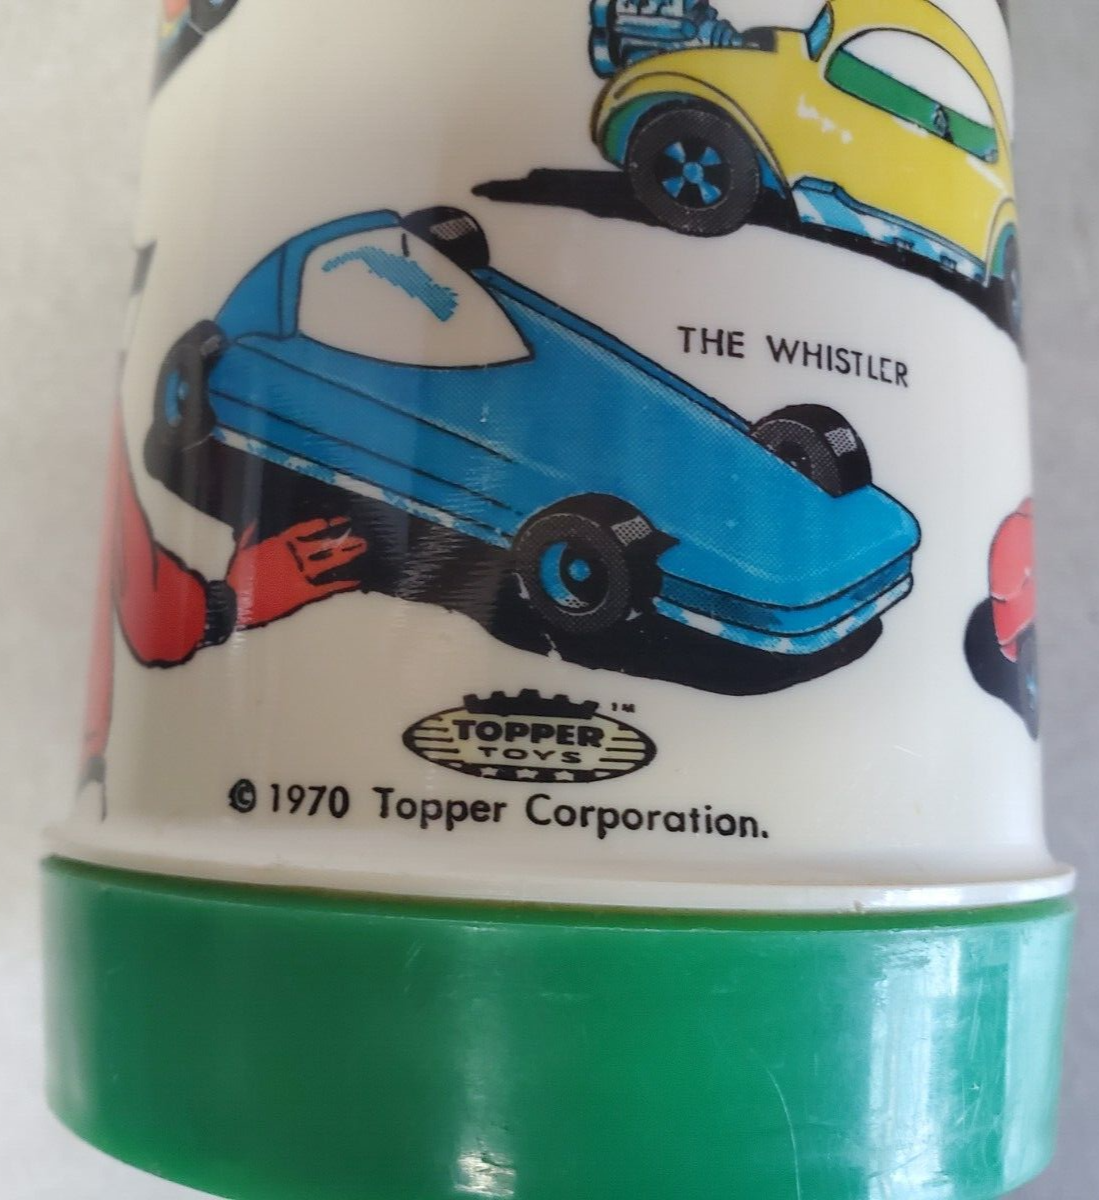 THE WHISTLER
TOPPER ™
TOYS
© 1970 Topper Corporation.